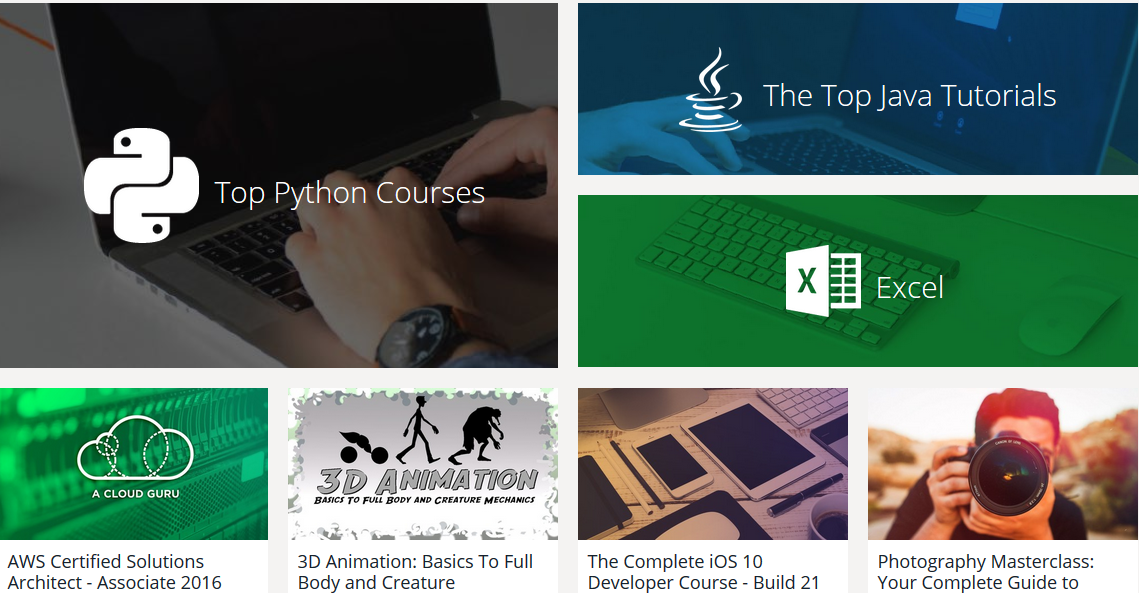 Top Python Courses
The Top Java Tutorials
X
Excel
A CLOUD GURU
3D ANIMATION
BASICS TO FULL BODY AND CREATURE MECHANICS
AWS Certified Solutions
Architect - Associate 2016
3D Animation: Basics To Full
Body and Creature
The Complete iOS 10
Developer Course - Build 21
Photography Masterclass:
Your Complete Guide to